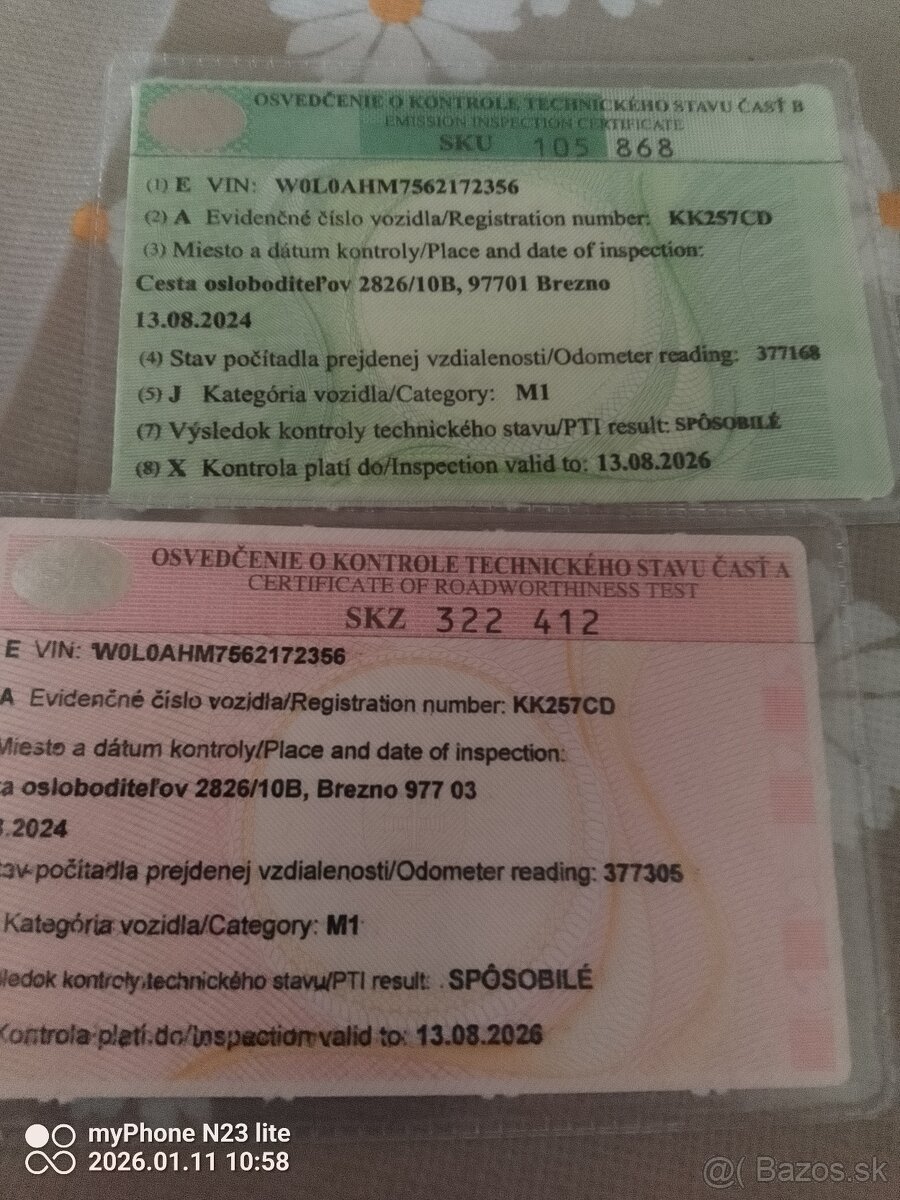 OSVEDČENIE O KONTROLE TECHNICKÉHO STAVU ČASŤ B
EMISSION INSPECTION CERTIFICATE
SKU 105 868
(1) E VIN: W0L0AHM7562172356
(2) A Evidenčné číslo vozidla/Registration number: KK257CD
(3) Miesto a dátum kontroly/Place and date of inspection:
Cesta osloboditeľov 2826/10B, 97701 Brezno
13.08.2024
(4) Stav počítadla prejdenej vzdialenosti/Odometer reading: 377168
(5) J Kategória vozidla/Category: M1
(7) Výsledok kontroly technického stavu/PTI result: SPÔSOBILÉ
(8) X Kontrola platí do/Inspection valid to: 13.08.2026
OSVEDČENIE O KONTROLE TECHNICKÉHO STAVU ČASŤ A
CERTIFICATE OF ROADWORTHINESS TEST
SKZ 322 412
E VIN: W0L0AHM7562172356
A Evidenčné číslo vozidla/Registration number: KK257CD
Miesto a dátum kontroly/Place and date of inspection:
a osloboditeľov 2826/10B, Brezno 977 03
.2024
av počítadla prejdenej vzdialenosti/Odometer reading: 377305
Kategória vozidla/Category: M1
ledok kontroly technického stavu/PTI result: SPÔSOBILÉ
Kontrola platí do/Inspection valid to: 13.08.2026
myPhone N23 lite
2026.01.11 10:58
@( Bazos.sk